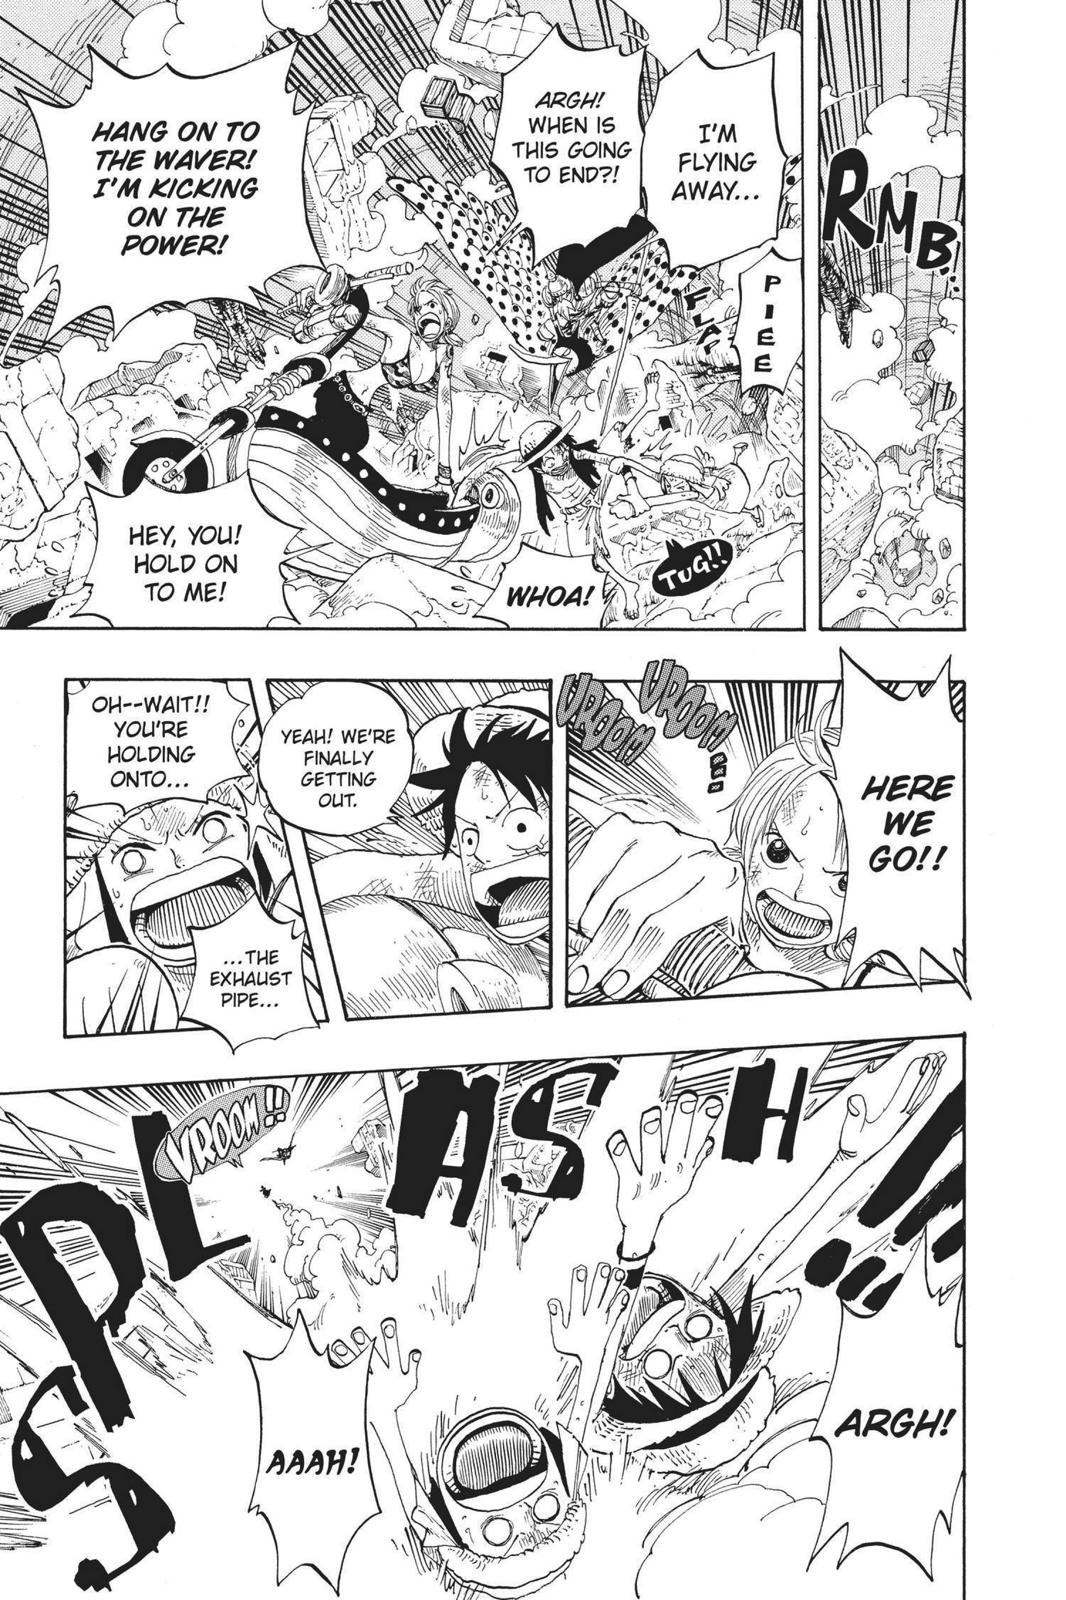 RMB...
I'M
FLYING
AWAY...
ARGH!
WHEN IS
THIS GOING
TO END?!
PIEE
FLAP
HANG ON TO
THE WAVER!
I'M KICKING
ON THE
POWER!
TUG!!
WHOA!
HEY, YOU!
HOLD ON
TO ME!
HERE
WE
GO!!
VROOM
VROOM
YEAH! WE'RE
FINALLY
GETTING
OUT.
OH--WAIT!!
YOU'RE
HOLDING
ONTO...
...THE
EXHAUST
PIPE...
VROOM!!
SPLASH!!
ARGH!
AAAH!